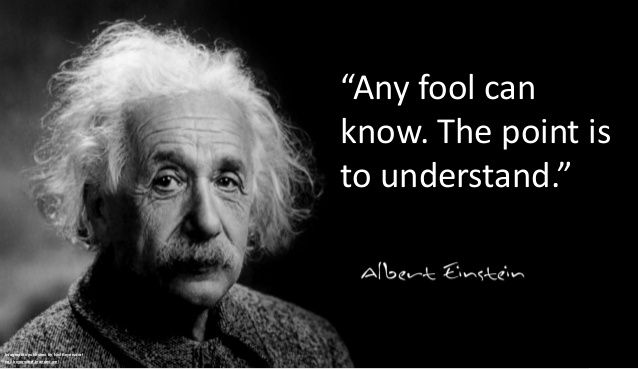 “Any fool can
know. The point is
to understand.”
Albert Einstein